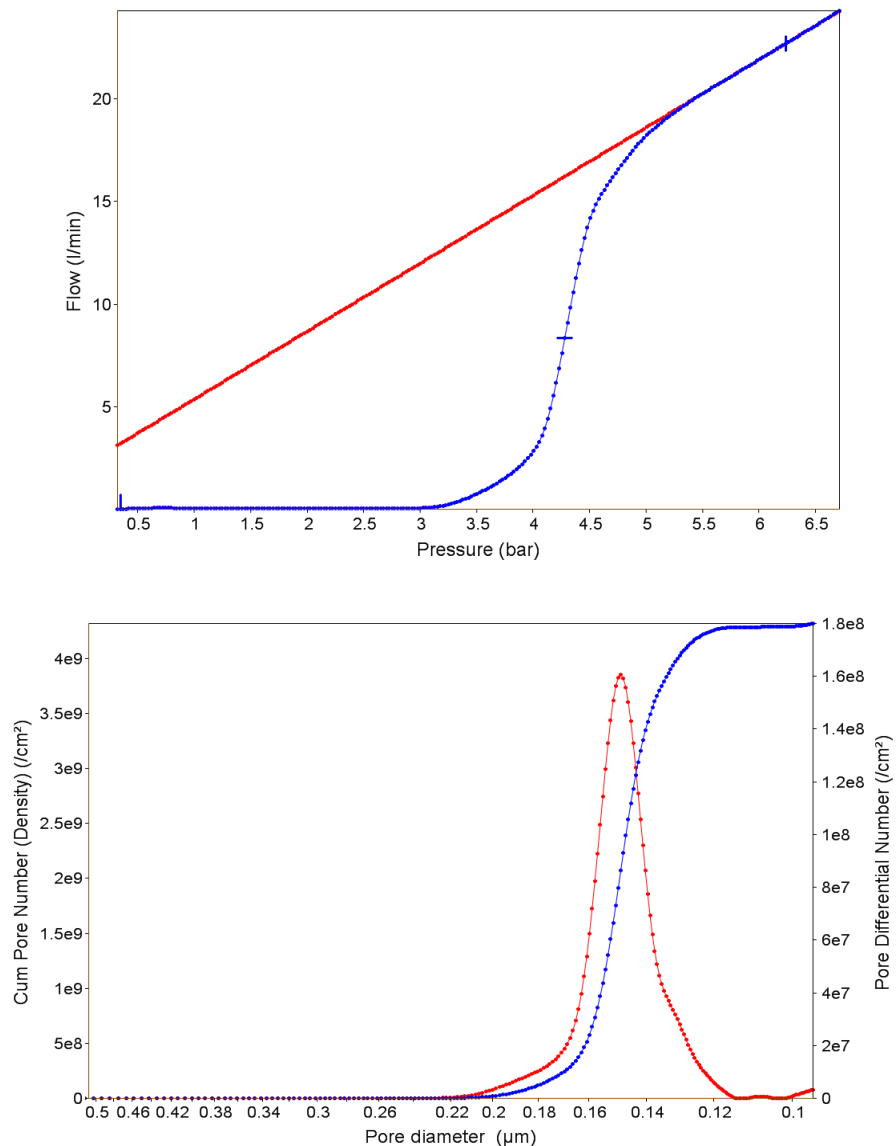 20
15
10
5
Flow (l/min)
0.5 1 1.5 2 2.5 3 3.5 4 4.5 5 5.5 6 6.5
Pressure (bar)
4e9
3.5e9
3e9
2.5e9
2e9
1.5e9
1e9
5e8
0
Cum Pore Number (Density) (/cm²)
1.8e8
1.6e8
1.4e8
1.2e8
1e8
8e7
6e7
4e7
2e7
0
Pore Differential Number (/cm²)
0.5 0.46 0.42 0.38 0.34 0.3 0.26 0.22 0.2 0.18 0.16 0.14 0.12 0.1
Pore diameter (µm)